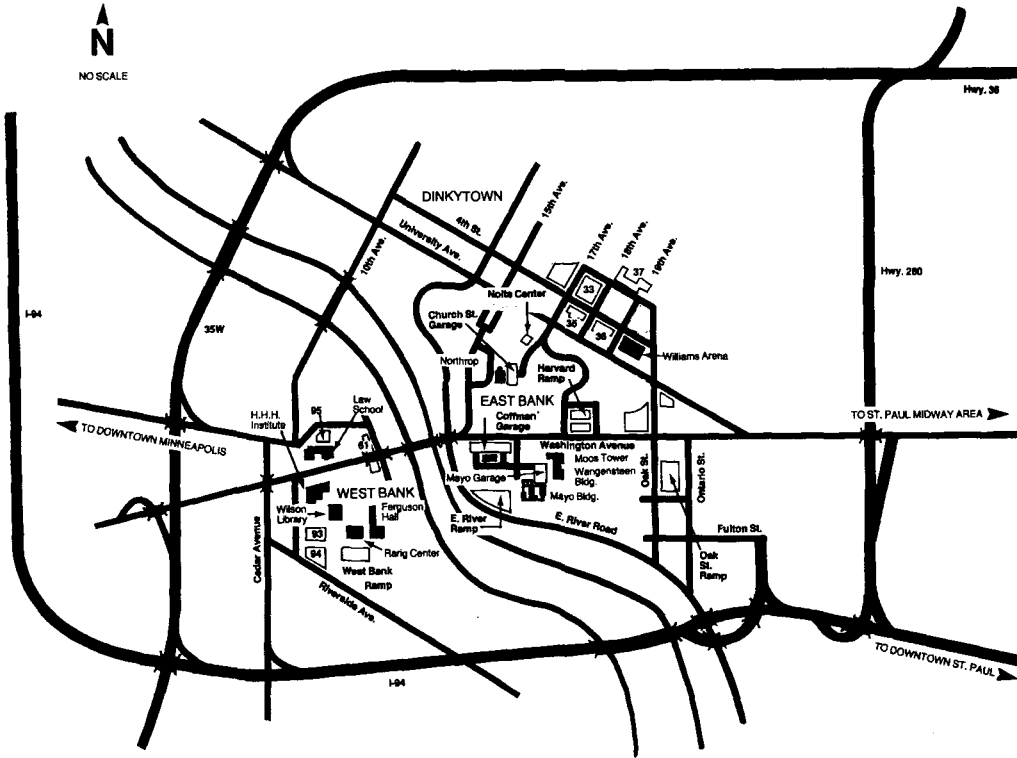 N
NO SCALE
Hwy. 36
DINKYTOWN
4th St.
University Ave.
10th Ave.
15th Ave.
17th Ave.
18th Ave.
19th Ave.
37
33
35
36
Hwy. 280
I-94
35W
Nolte Center
Church St.
Garage
Northrop
Williams Arena
Harvard
Ramp
EAST BANK
Coffman
Garage
H.H.H.
Institute
95
Law
School
61
TO DOWNTOWN MINNEAPOLIS
TO ST. PAUL MIDWAY AREA
Washington Avenue
Moos Tower
Wangensteen
Bldg.
Mayo Garage
Mayo Bldg.
Oak St.
Ontario St.
WEST BANK
Wilson
Library
Ferguson
Hall
E. River
Ramp
E. River Road
Fulton St.
93
94
Rarig Center
West Bank
Ramp
Oak
St.
Ramp
Cedar Avenue
Riverside Ave.
I-94
TO DOWNTOWN ST. PAUL